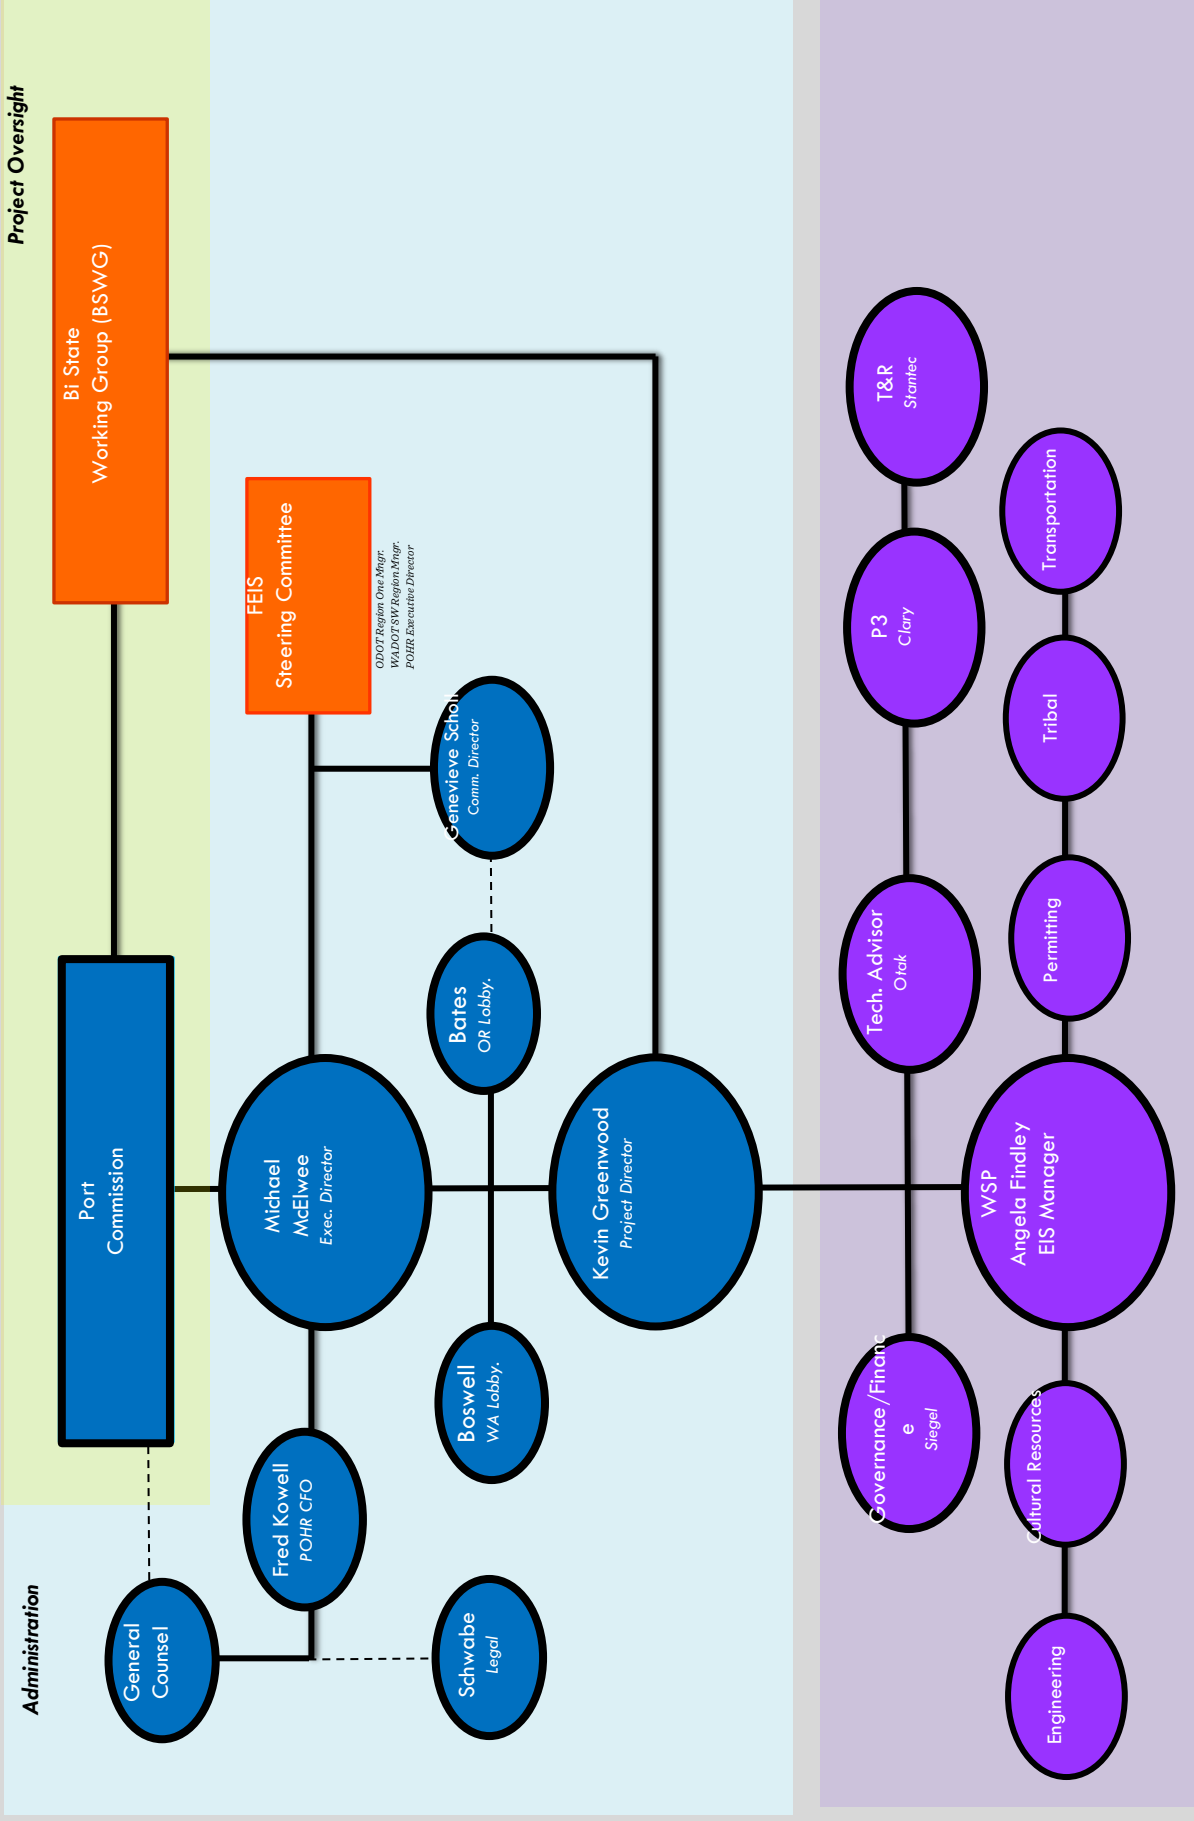 Administration
Project Oversight
Port
Commission
Bi State
Working Group (BSWG)
General
Counsel
Fred Kowell
POHR CFO
Michael
McElwee
Exec. Director
FEIS
Steering Committee
ODOT Region One Mngr.
WADOT SW Region Mngr.
POHR Executive Director
Schwabe
Legal
Boswell
WA Lobby.
Bates
OR Lobby.
Genevieve Scholl
Comm. Director
Kevin Greenwood
Project Director
Governance/Financ
e
Siegel
Tech. Advisor
Otak
P3
Clary
T&R
Stantec
Engineering
Cultural Resources
WSP
Angela Findley
EIS Manager
Permitting
Tribal
Transportation